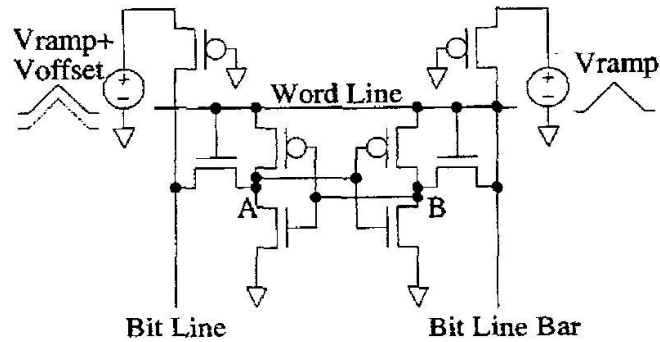 Vramp+
Voffset
Vramp
Word Line
A
B
Bit Line
Bit Line Bar